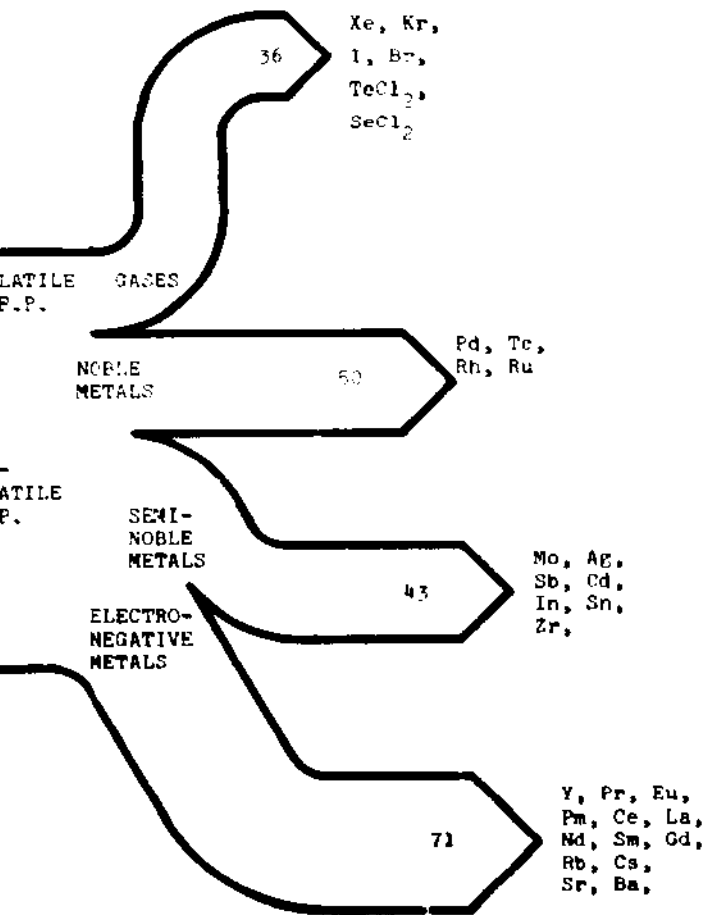 36
Xe, Kr,
I, Br,
TeCl2,
SeCl2
LATILE GASES
F.P.
NOBLE
METALS
50
Pd, Tc,
Rh, Ru
ATILE
P.
SEMI-
NOBLE
METALS
43
Mo, Ag,
Sb, Cd,
In, Sn,
Zr,
ELECTRO-
NEGATIVE
METALS
71
Y, Pr, Eu,
Pm, Ce, La,
Nd, Sm, Gd,
Rb, Cs,
Sr, Ba,